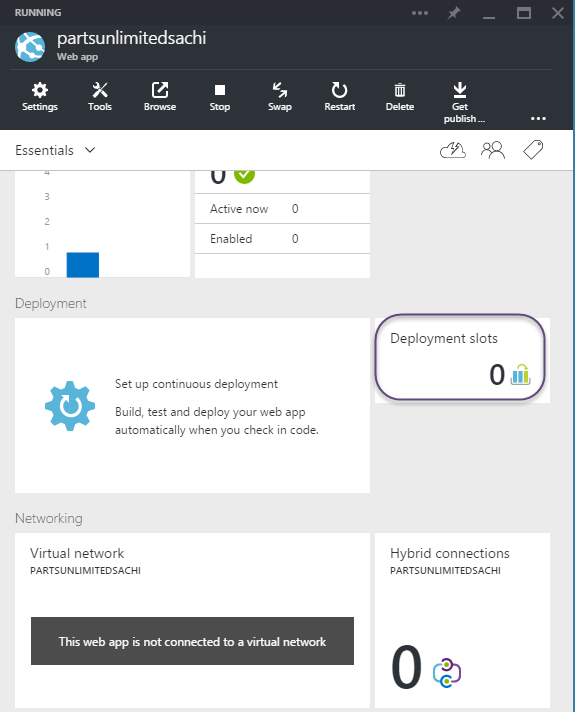 RUNNING
partsunlimitedsachi
Web app
Settings Tools Browse Stop Swap Restart Delete Get publish ...
Essentials
4
3
2
1
0
0
Active now 0
Enabled 0
Deployment
Set up continuous deployment
Build, test and deploy your web app
automatically when you check in code.
Deployment slots
0
Networking
Virtual network
PARTSUNLIMITEDSACHI
This web app is not connected to a virtual network
Hybrid connections
PARTSUNLIMITEDSACHI
0